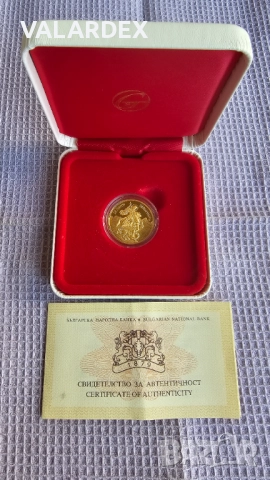 VALARDEX
БЪЛГАРСКА НАРОДНА БАНКА ● BULGARIAN NATIONAL BANK
1879
СВИДЕТЕЛСТВО ЗА АВТЕНТИЧНОСТ
CERTIFICATE OF AUTHENTICITY